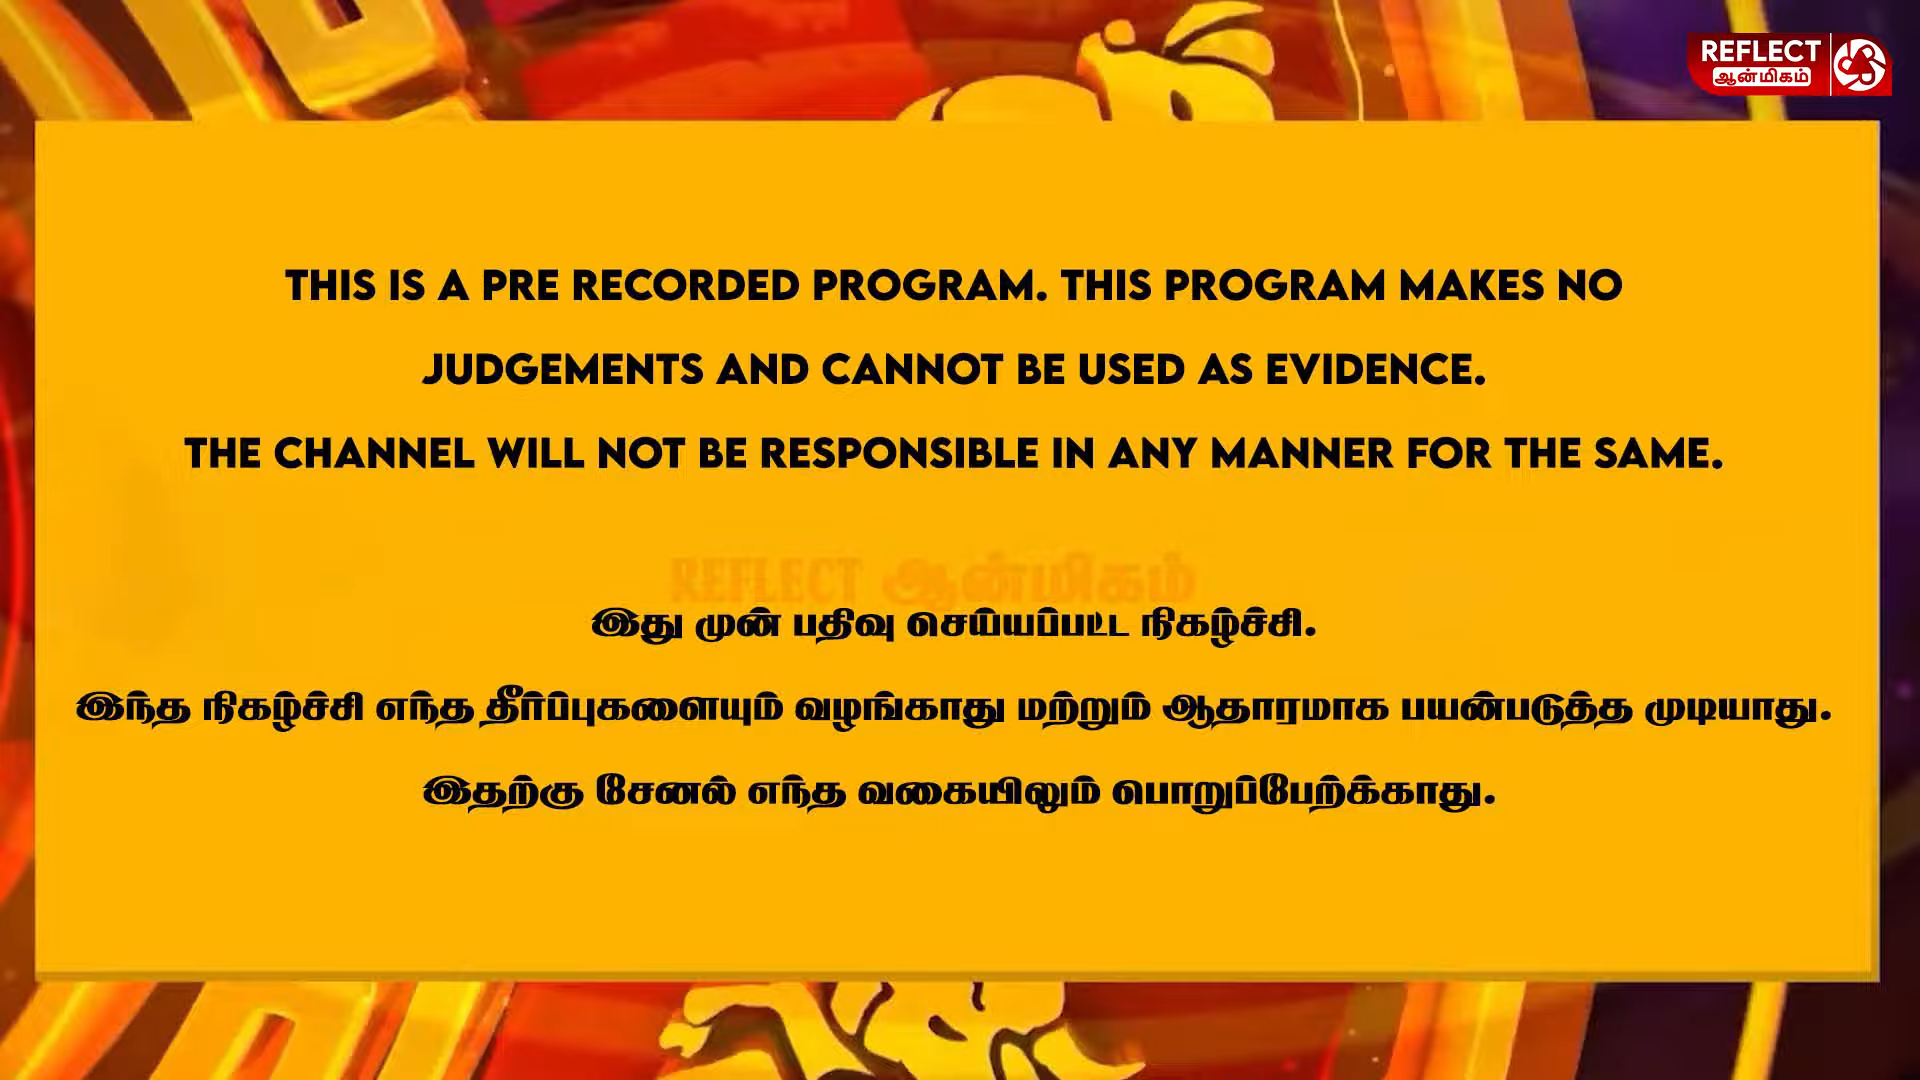 REFLECT
ஆன்மிகம்
THIS IS A PRE RECORDED PROGRAM. THIS PROGRAM MAKES NO
JUDGEMENTS AND CANNOT BE USED AS EVIDENCE.
THE CHANNEL WILL NOT BE RESPONSIBLE IN ANY MANNER FOR THE SAME.
REFLECT ஆன்மிகம்
இது முன் பதிவு செய்யப்பட்ட நிகழ்ச்சி.
இந்த நிகழ்ச்சி எந்த தீர்ப்புகளையும் வழங்காது மற்றும் ஆதாரமாக பயன்படுத்த முடியாது.
இதற்கு சேனல் எந்த வகையிலும் பொறுப்பேற்க்காது.